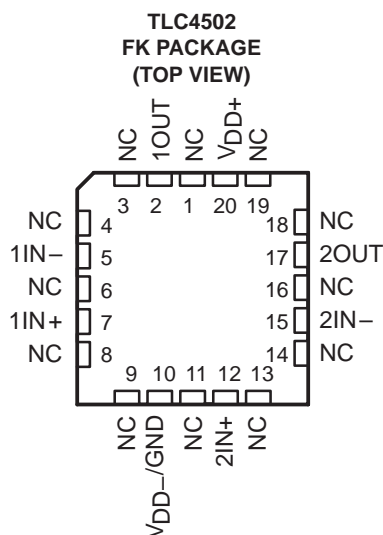 TLC4502
FK PACKAGE
(TOP VIEW)
NC
1OUT
NC
VDD+
NC
3 2 1 20 19
NC 4
1IN− 5
NC 6
1IN+ 7
NC 8
18 NC
17 2OUT
16 NC
15 2IN−
14 NC
9 10 11 12 13
NC
VDD−/GND
NC
2IN+
NC